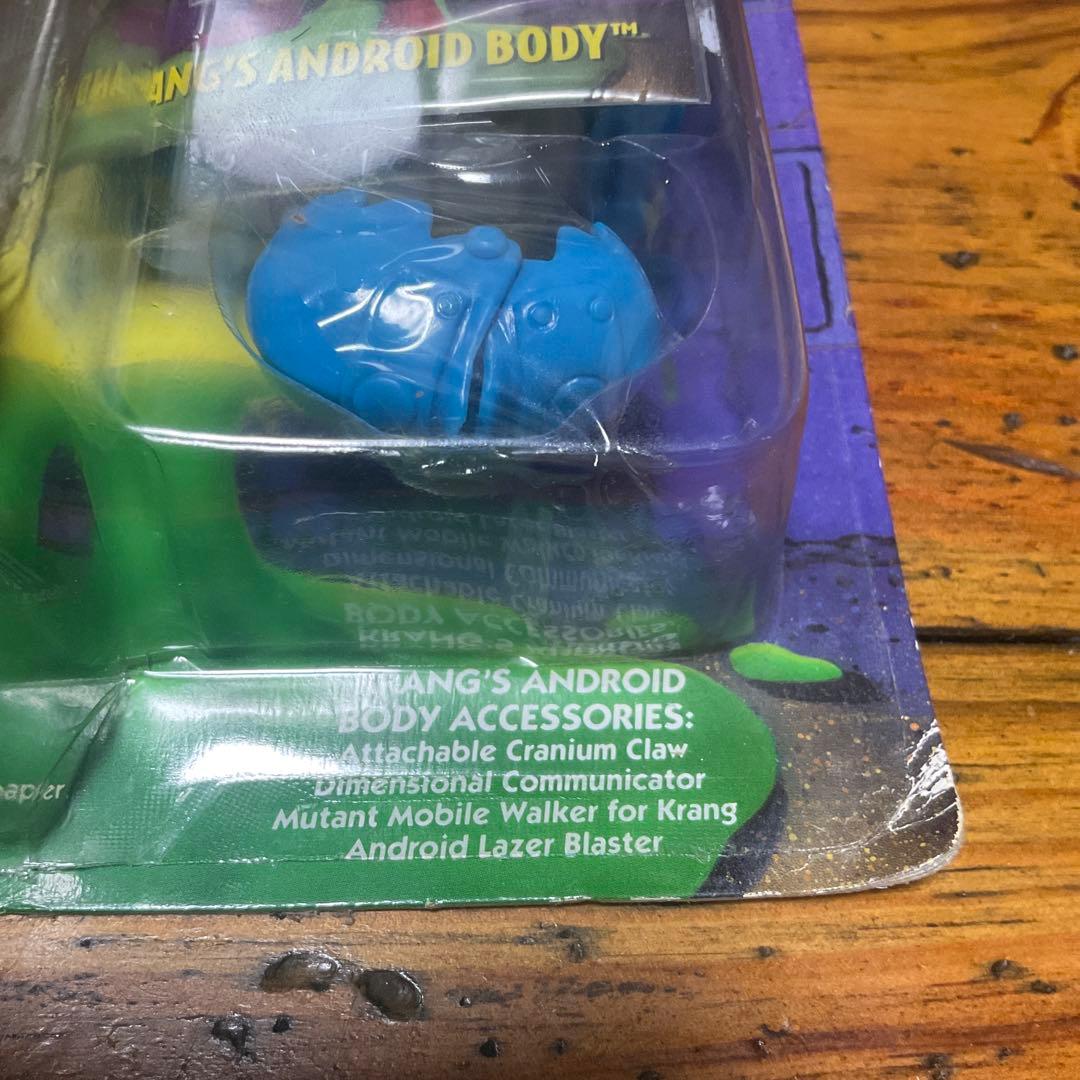 ANG'S ANDROID BODY™
ANG'S ANDROID
BODY ACCESSORIES:
Attachable Cranium Claw
Dimensional Communicator
Mutant Mobile Walker for Krang
Android Lazer Blaster